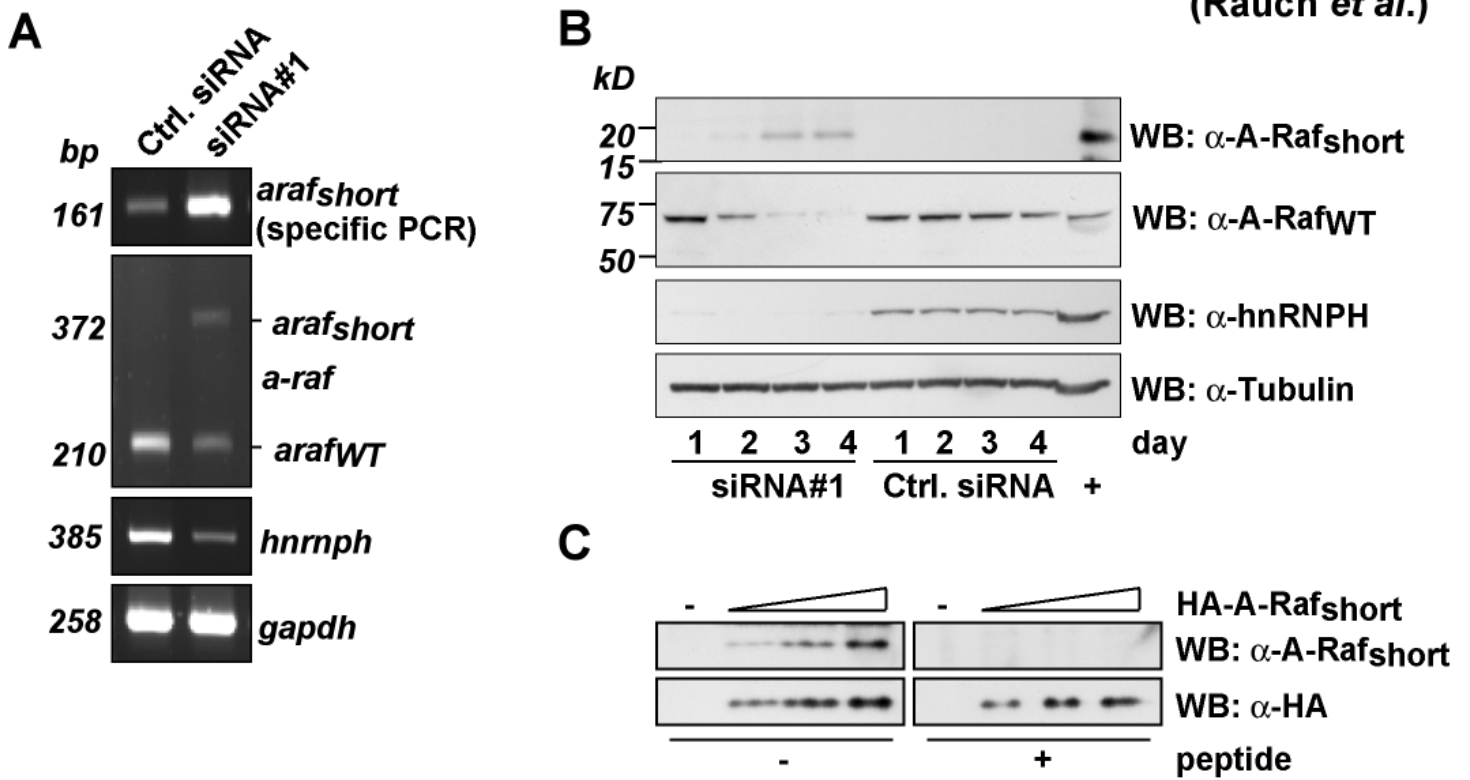 (Rauch et al.)
A
Ctrl. siRNA
siRNA#1
bp
161
arafshort
(specific PCR)
372
arafshort
a-raf
210
arafWT
385
hnrnph
258
gapdh
B
kD
20
15
WB: α-A-Rafshort
75
50
WB: α-A-RafWT
WB: α-hnRNPH
WB: α-Tubulin
1 2 3 4 1 2 3 4 day
siRNA#1 Ctrl. siRNA +
C
- - HA-A-Rafshort
WB: α-A-Rafshort
WB: α-HA
- + peptide